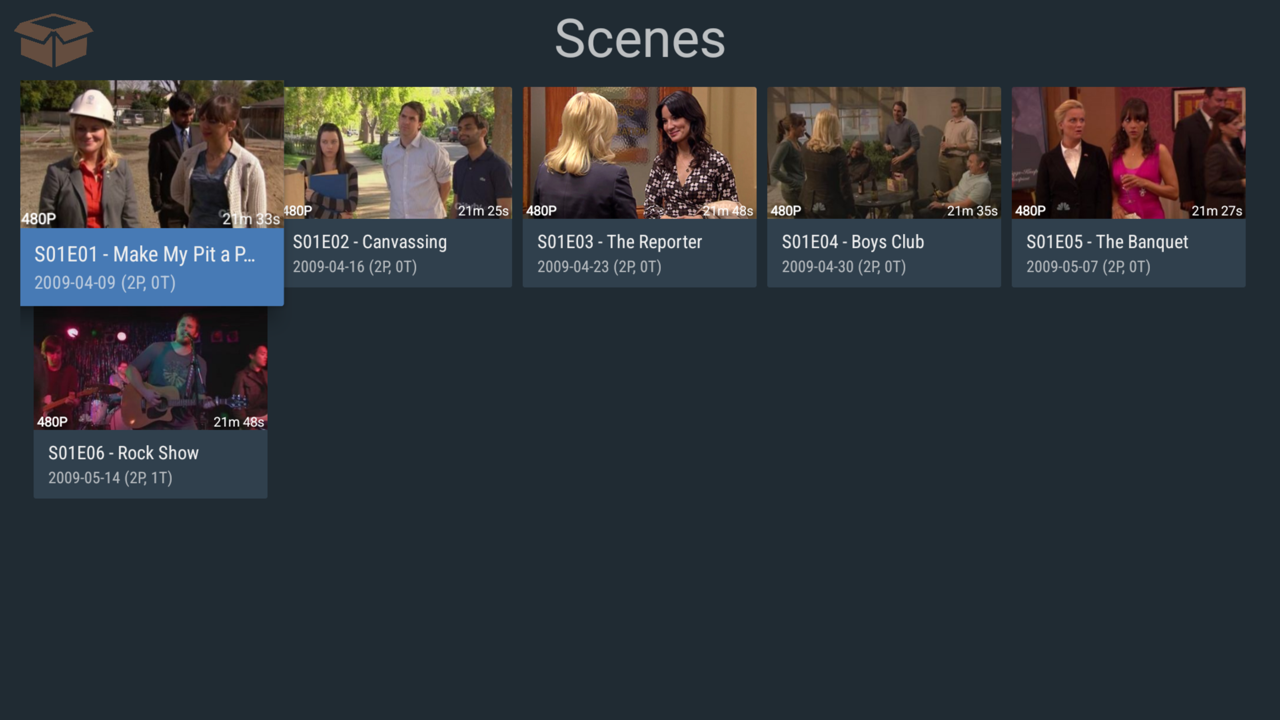 Scenes
480P 21m 33s
S01E01 - Make My Pit a P...
2009-04-09 (2P, 0T)
480P 21m 25s
S01E02 - Canvassing
2009-04-16 (2P, 0T)
480P 21m 48s
S01E03 - The Reporter
2009-04-23 (2P, 0T)
480P 21m 35s
S01E04 - Boys Club
2009-04-30 (2P, 0T)
480P 21m 27s
S01E05 - The Banquet
2009-05-07 (2P, 0T)
480P 21m 48s
S01E06 - Rock Show
2009-05-14 (2P, 1T)